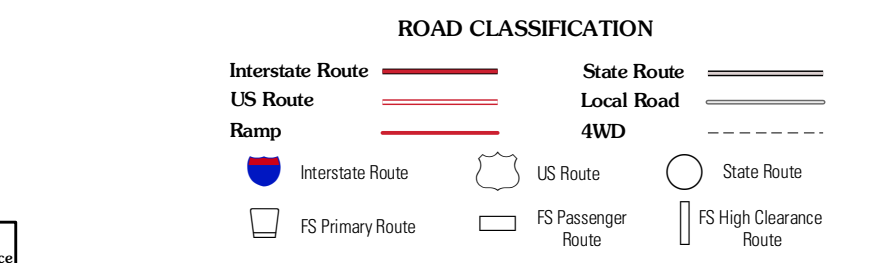 ROAD CLASSIFICATION
Interstate Route
State Route
US Route
Local Road
Ramp
4WD
Interstate Route
US Route
State Route
FS Primary Route
FS Passenger
Route
FS High Clearance
Route
ce